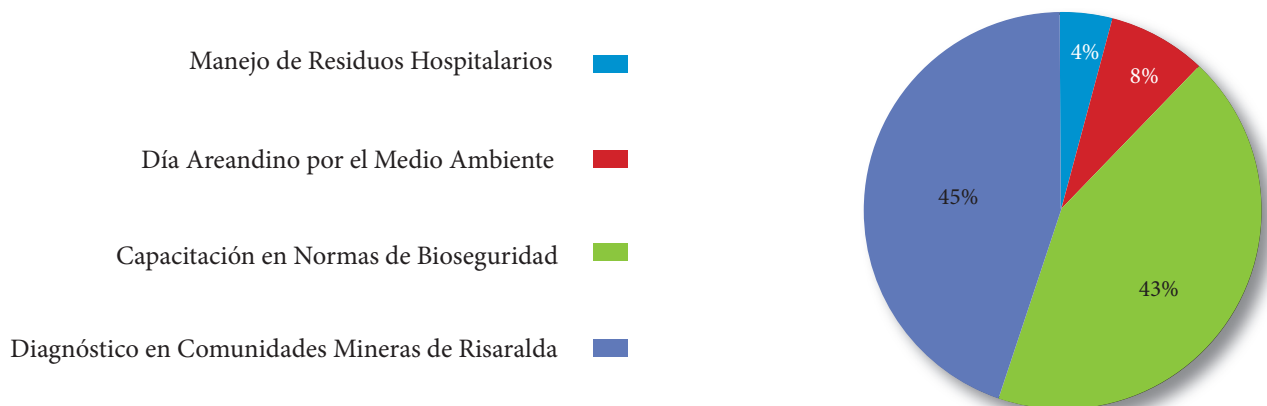 Manejo de Residuos Hospitalarios
Día Areandino por el Medio Ambiente
Capacitación en Normas de Bioseguridad
Diagnóstico en Comunidades Mineras de Risaralda
4%
8%
45%
43%